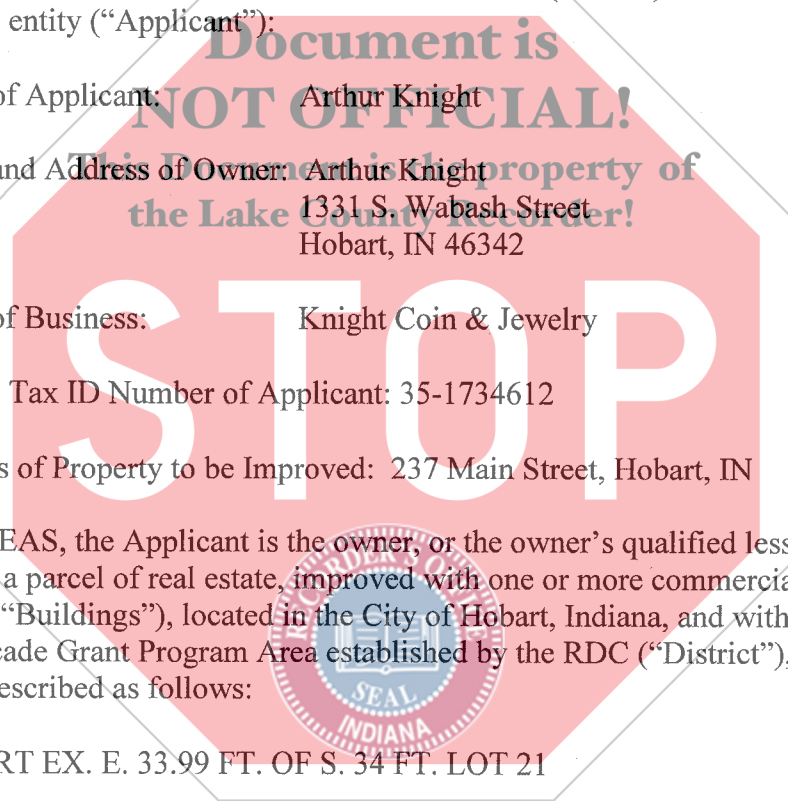 entity (“Applicant”):
Document is
of Applicant: Arthur Knight
NOT OFFICIAL!
and Address of Owner: Arthur Knight
This Document is the property of
1331 S. Wabash Street
the Lake County Recorder!
Hobart, IN 46342
STOP
of Business: Knight Coin & Jewelry
Tax ID Number of Applicant: 35-1734612
s of Property to be Improved: 237 Main Street, Hobart, IN
EAS, the Applicant is the owner, or the owner’s qualified less
a parcel of real estate, improved with one or more commercia
“Buildings”), located in the City of Hobart, Indiana, and with
cade Grant Program Area established by the RDC (“District”),
escribed as follows:
RECORDER'S OFFICE
SEAL
INDIANA
RT EX. E. 33.99 FT. OF S. 34 FT. LOT 21